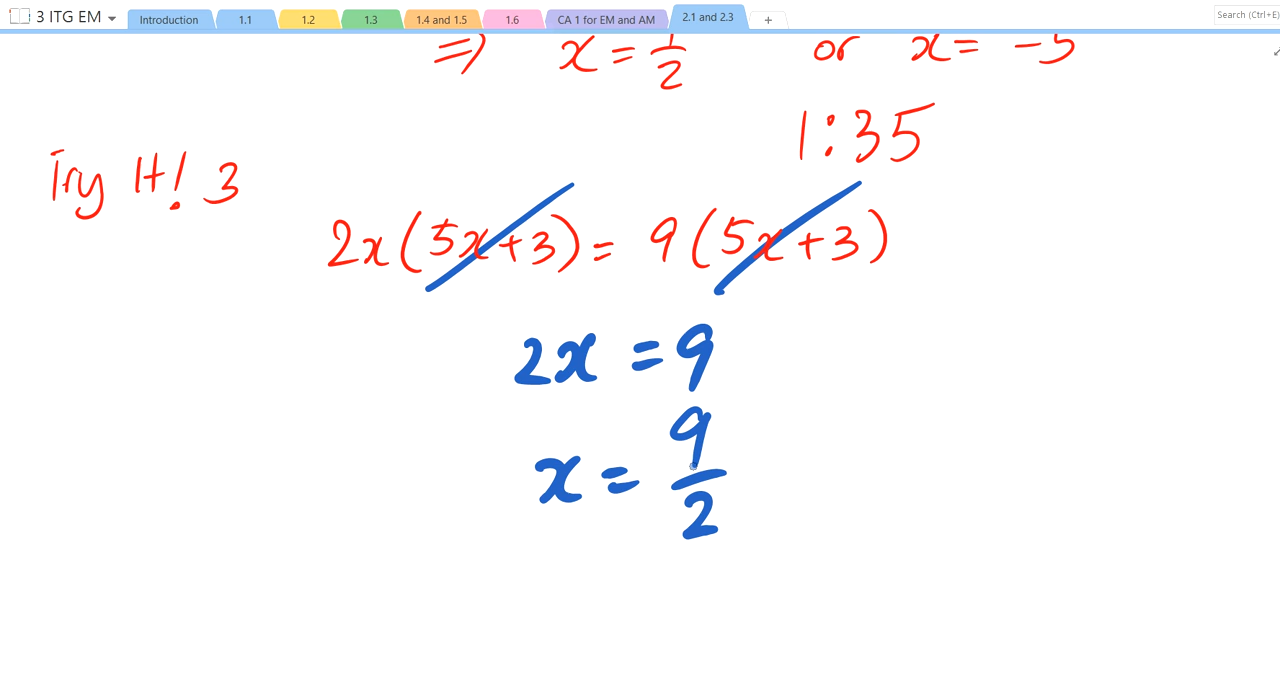 3 ITG EM
Introduction 1.1 1.2 1.3 1.4 and 1.5 1.6 CA 1 for EM and AM 2.1 and 2.3 +
Search (Ctrl+E)
⇒ x = 1/2 or x = -5
1:35
Try It! 3
2x(5x+3) = 9(5x+3)
2x = 9
x = 9/2